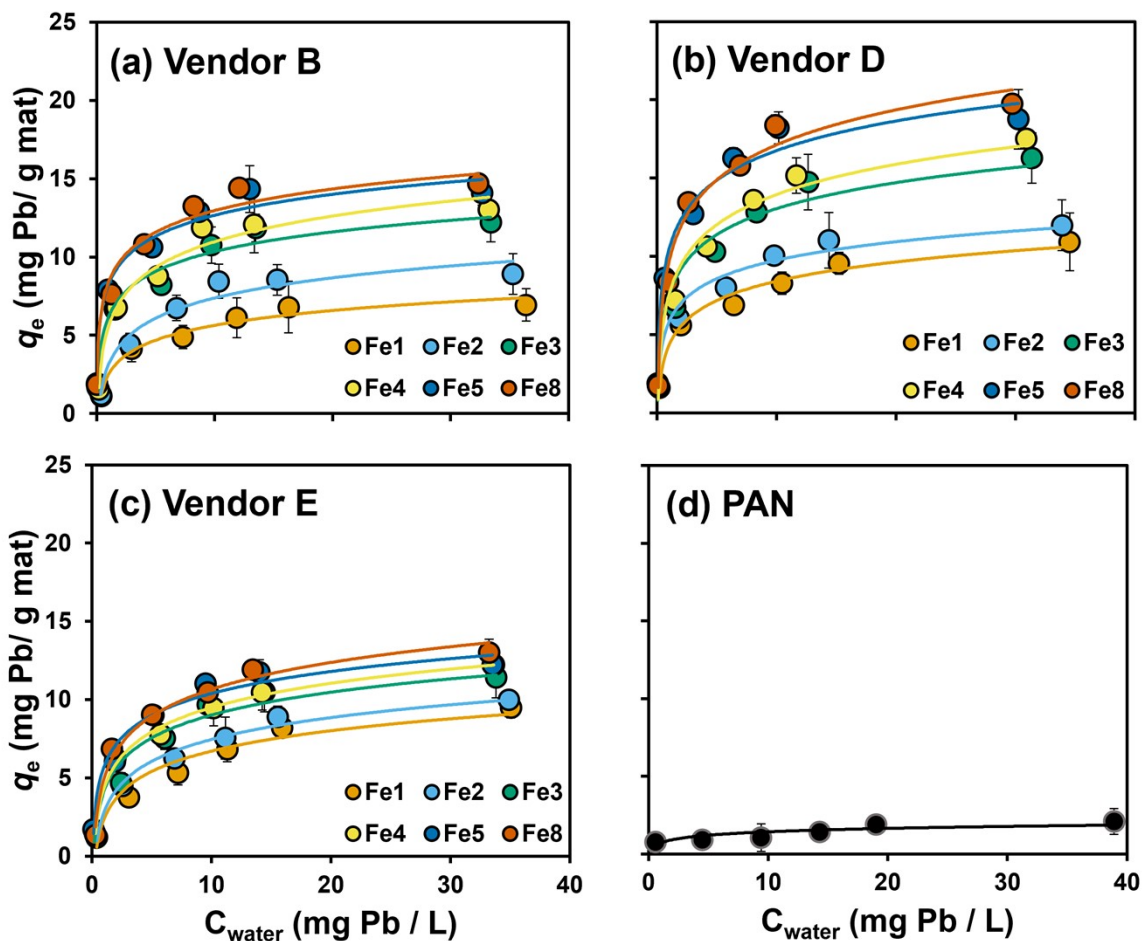 (a) Vendor B
qe (mg Pb/ g mat)
25
20
15
10
5
0
Fe1 Fe2 Fe3
Fe4 Fe5 Fe8
(b) Vendor D
Fe1 Fe2 Fe3
Fe4 Fe5 Fe8
(c) Vendor E
qe (mg Pb/ g mat)
25
20
15
10
5
0
Fe1 Fe2 Fe3
Fe4 Fe5 Fe8
0 10 20 30 40
Cwater (mg Pb / L)
(d) PAN
0 10 20 30 40
Cwater (mg Pb / L)